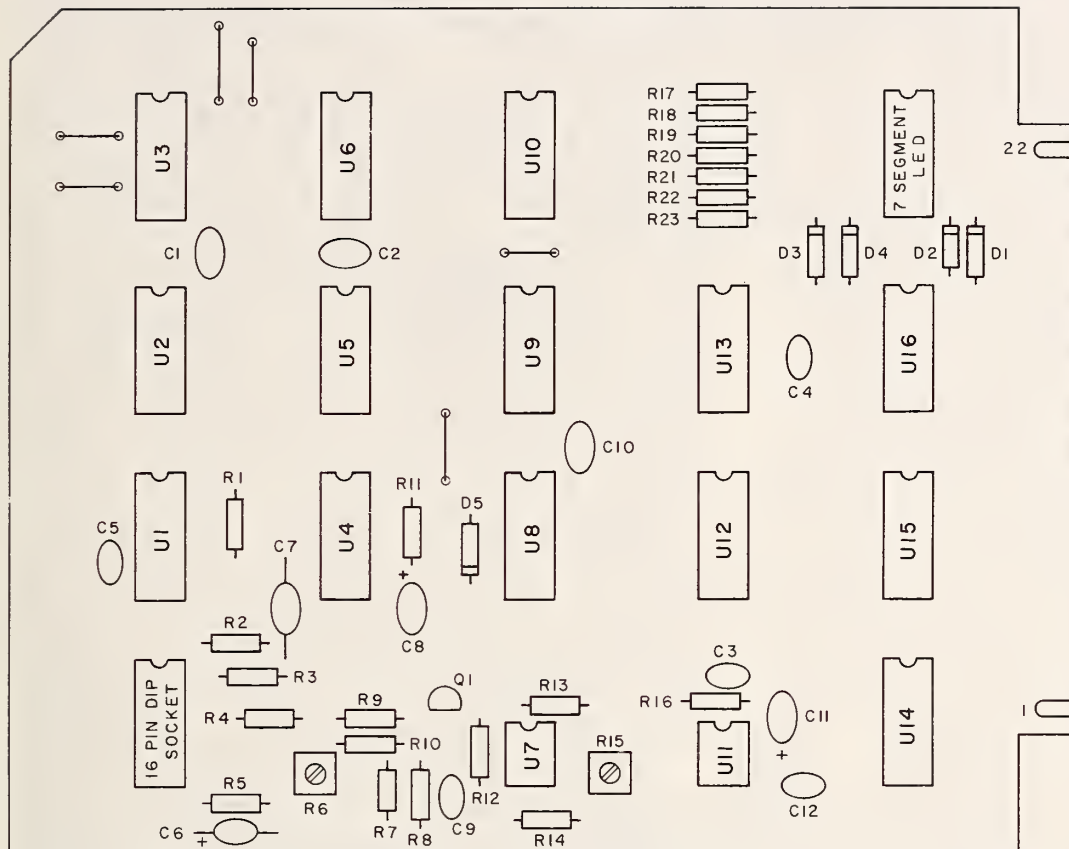 R17
R18
R19
R20
R21
R22
R23
U3
U6
U10
7 SEGMENT
LED
22
C1
C2
D3
D4
D2
D1
U2
U5
U9
U13
U16
C4
C10
R1
R11
D5
C5
U1
C7
U4
U8
U12
U15
+
C8
R2
R3
C3
Q1
R13
R16
R4
R9
C11
1
16 PIN DIP
SOCKET
R10
U7
R15
U11
U14
+
R5
R6
R12
C12
C6
+
R7
R8
C9
R14